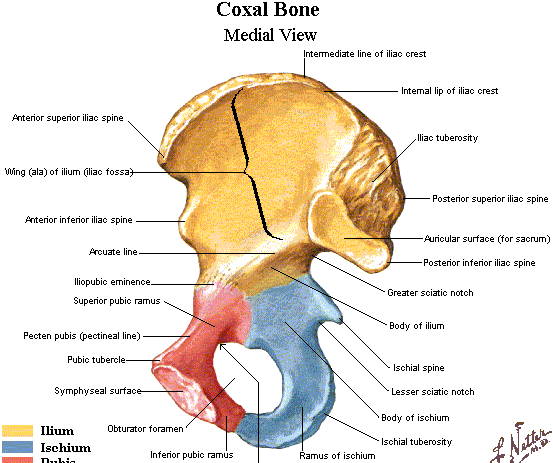 Coxal Bone
Medial View
Intermediate line of iliac crest
Internal lip of iliac crest
Anterior superior iliac spine
Iliac tuberosity
Wing (ala) of ilium (iliac fossa)
Posterior superior iliac spine
Anterior inferior iliac spine
Auricular surface (for sacrum)
Arcuate line
Posterior inferior iliac spine
Iliopubic eminence
Greater sciatic notch
Superior pubic ramus
Body of ilium
Pecten pubis (pectineal line)
Pubic tubercle
Ischial spine
Symphyseal surface
Lesser sciatic notch
Body of ischium
Obturator foramen
Ilium
Ischial tuberosity
Ischium
Inferior pubic ramus
Ramus of ischium
Pubis
F. Netter
M.D.